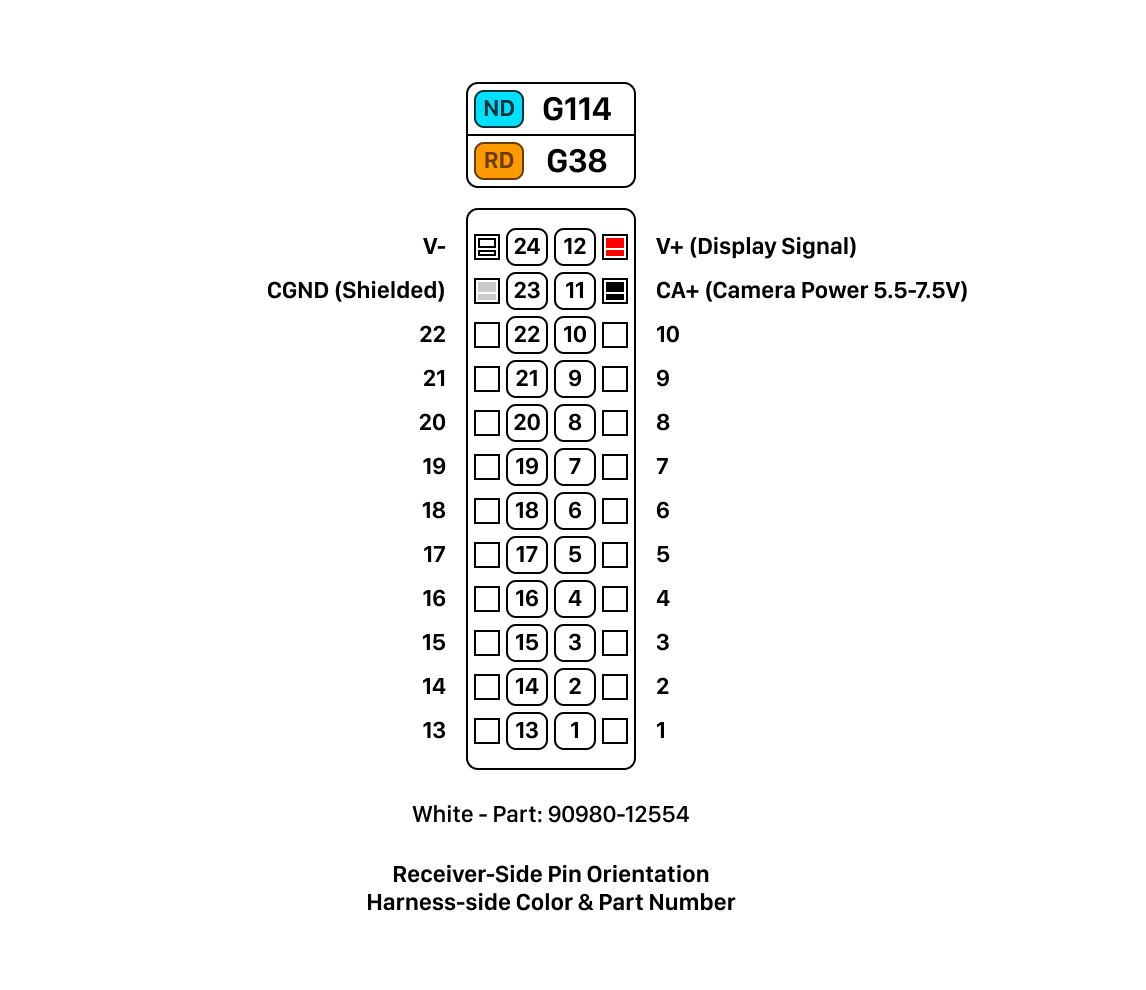 ND G114
RD G38
V- 24 12 V+ (Display Signal)
CGND (Shielded) 23 11 CA+ (Camera Power 5.5-7.5V)
22 22 10 10
21 21 9 9
20 20 8 8
19 19 7 7
18 18 6 6
17 17 5 5
16 16 4 4
15 15 3 3
14 14 2 2
13 13 1 1
White - Part: 90980-12554
Receiver-Side Pin Orientation
Harness-side Color & Part Number